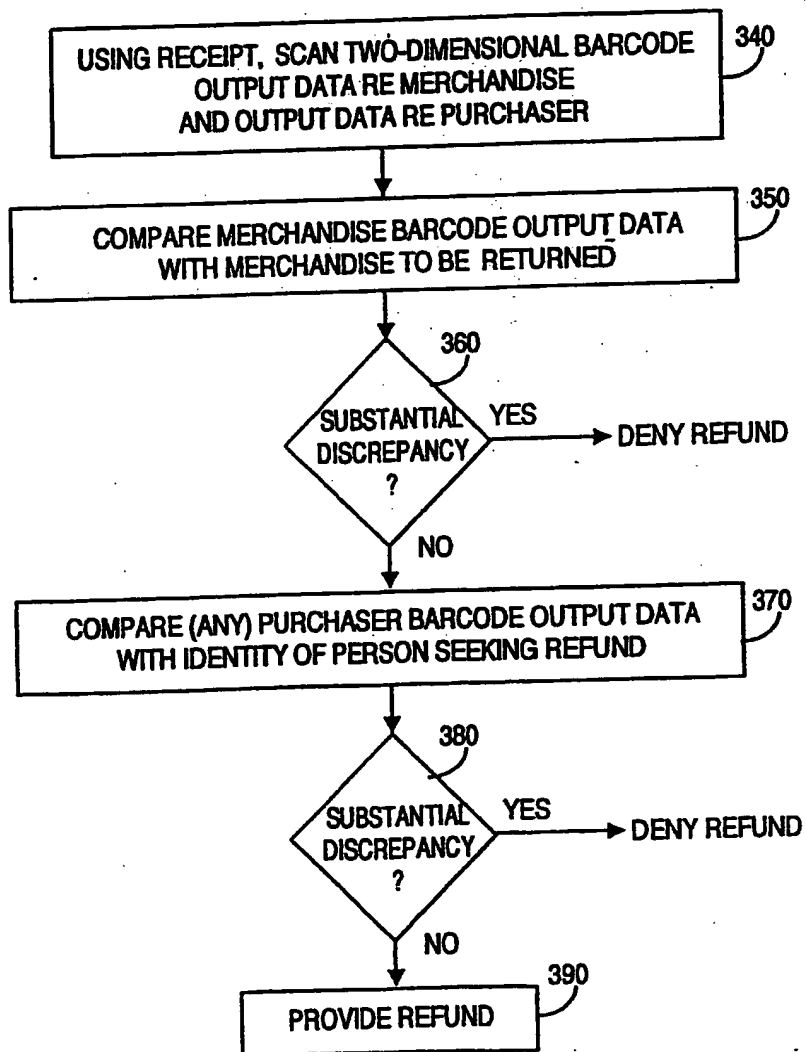 USING RECEIPT, SCAN TWO-DIMENSIONAL BARCODE
OUTPUT DATA RE MERCHANDISE
AND OUTPUT DATA RE PURCHASER
340
COMPARE MERCHANDISE BARCODE OUTPUT DATA
WITH MERCHANDISE TO BE RETURNED
350
360
SUBSTANTIAL
DISCREPANCY
?
YES
DENY REFUND
NO
COMPARE (ANY) PURCHASER BARCODE OUTPUT DATA
WITH IDENTITY OF PERSON SEEKING REFUND
370
380
SUBSTANTIAL
DISCREPANCY
?
YES
DENY REFUND
NO
390
PROVIDE REFUND